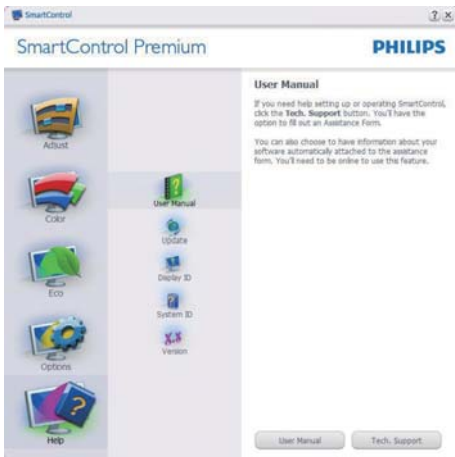 SmartControl
SmartControl Premium
PHILIPS
Adjust
Color
Eco
Options
Help
User Manual
Update
Display ID
System ID
X.X
Version
User Manual
If you need help setting up or operating SmartControl,
click the Tech. Support button. You'll have the
option to fill out an Assistance Form.
You can also choose to have information about your
software automatically attached to the assistance
form. You'll need to be online to use this feature.
User Manual
Tech. Support